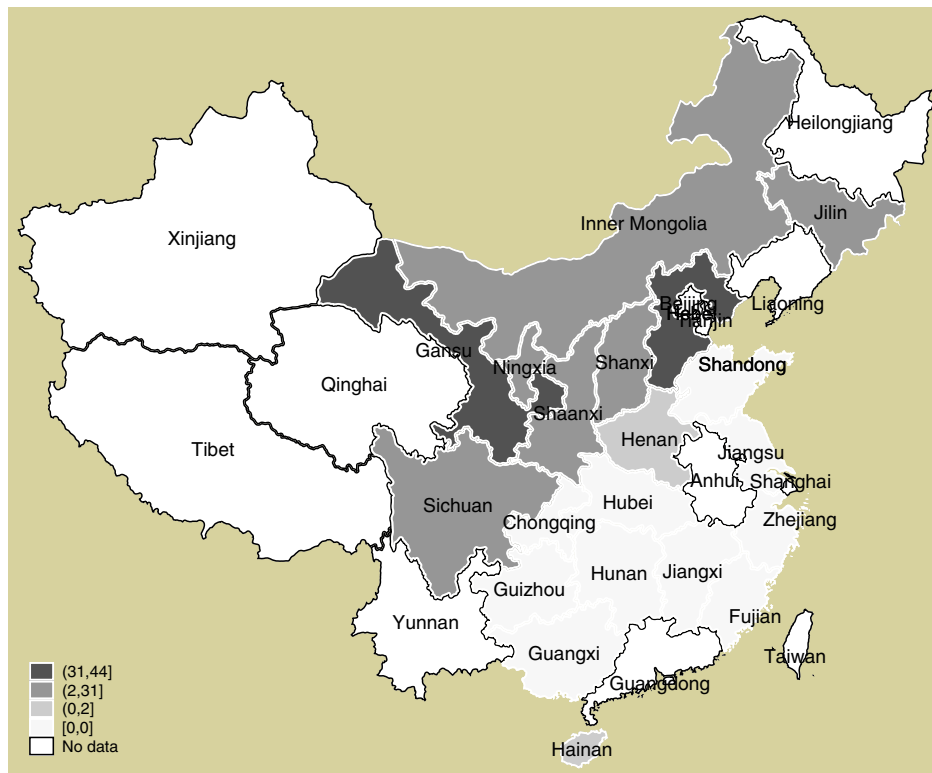 Heilongjiang
Jilin
Inner Mongolia
Xinjiang
Liaoning
Beijing
Hebei
Tianjin
Gansu
Ningxia
Shanxi
Shandong
Qinghai
Shaanxi
Henan
Tibet
Jiangsu
Anhui
Shanghai
Sichuan
Hubei
Chongqing
Zhejiang
Guizhou
Hunan
Jiangxi
Yunnan
Fujian
Guangxi
Taiwan
Guangdong
Hainan
(31,44]
(2,31]
(0,2]
[0,0]
No data